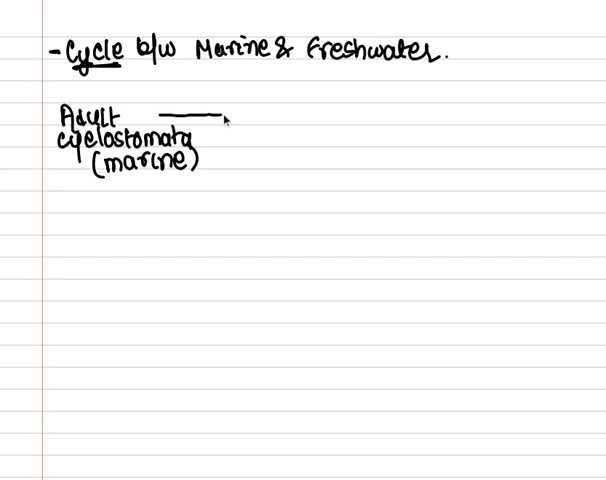 - Cycle b/w Marine & Freshwater.
Adult
cyclostomata
(marine)